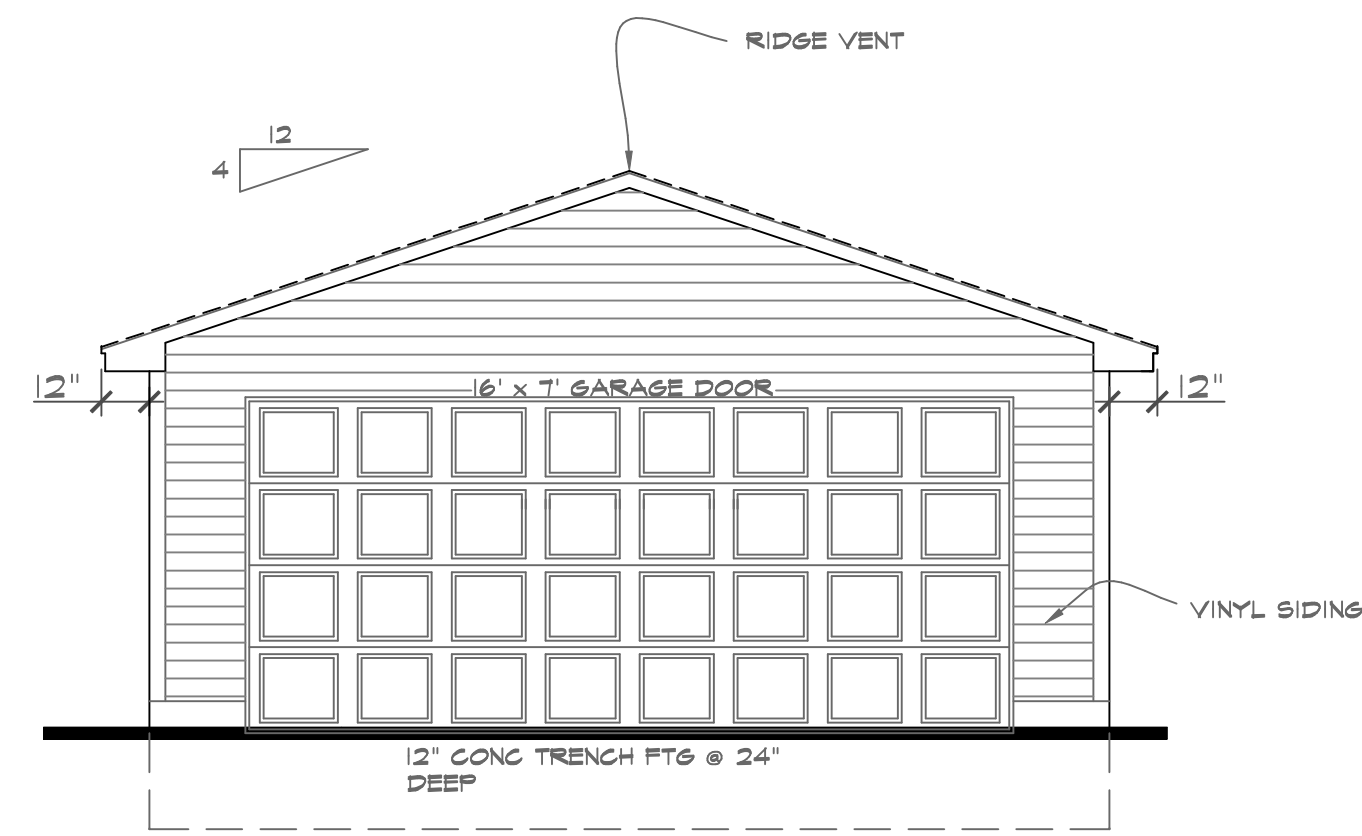 RIDGE VENT
12
4
12"
16' x 7' GARAGE DOOR
12"
VINYL SIDING
12" CONC TRENCH FTG @ 24"
DEEP